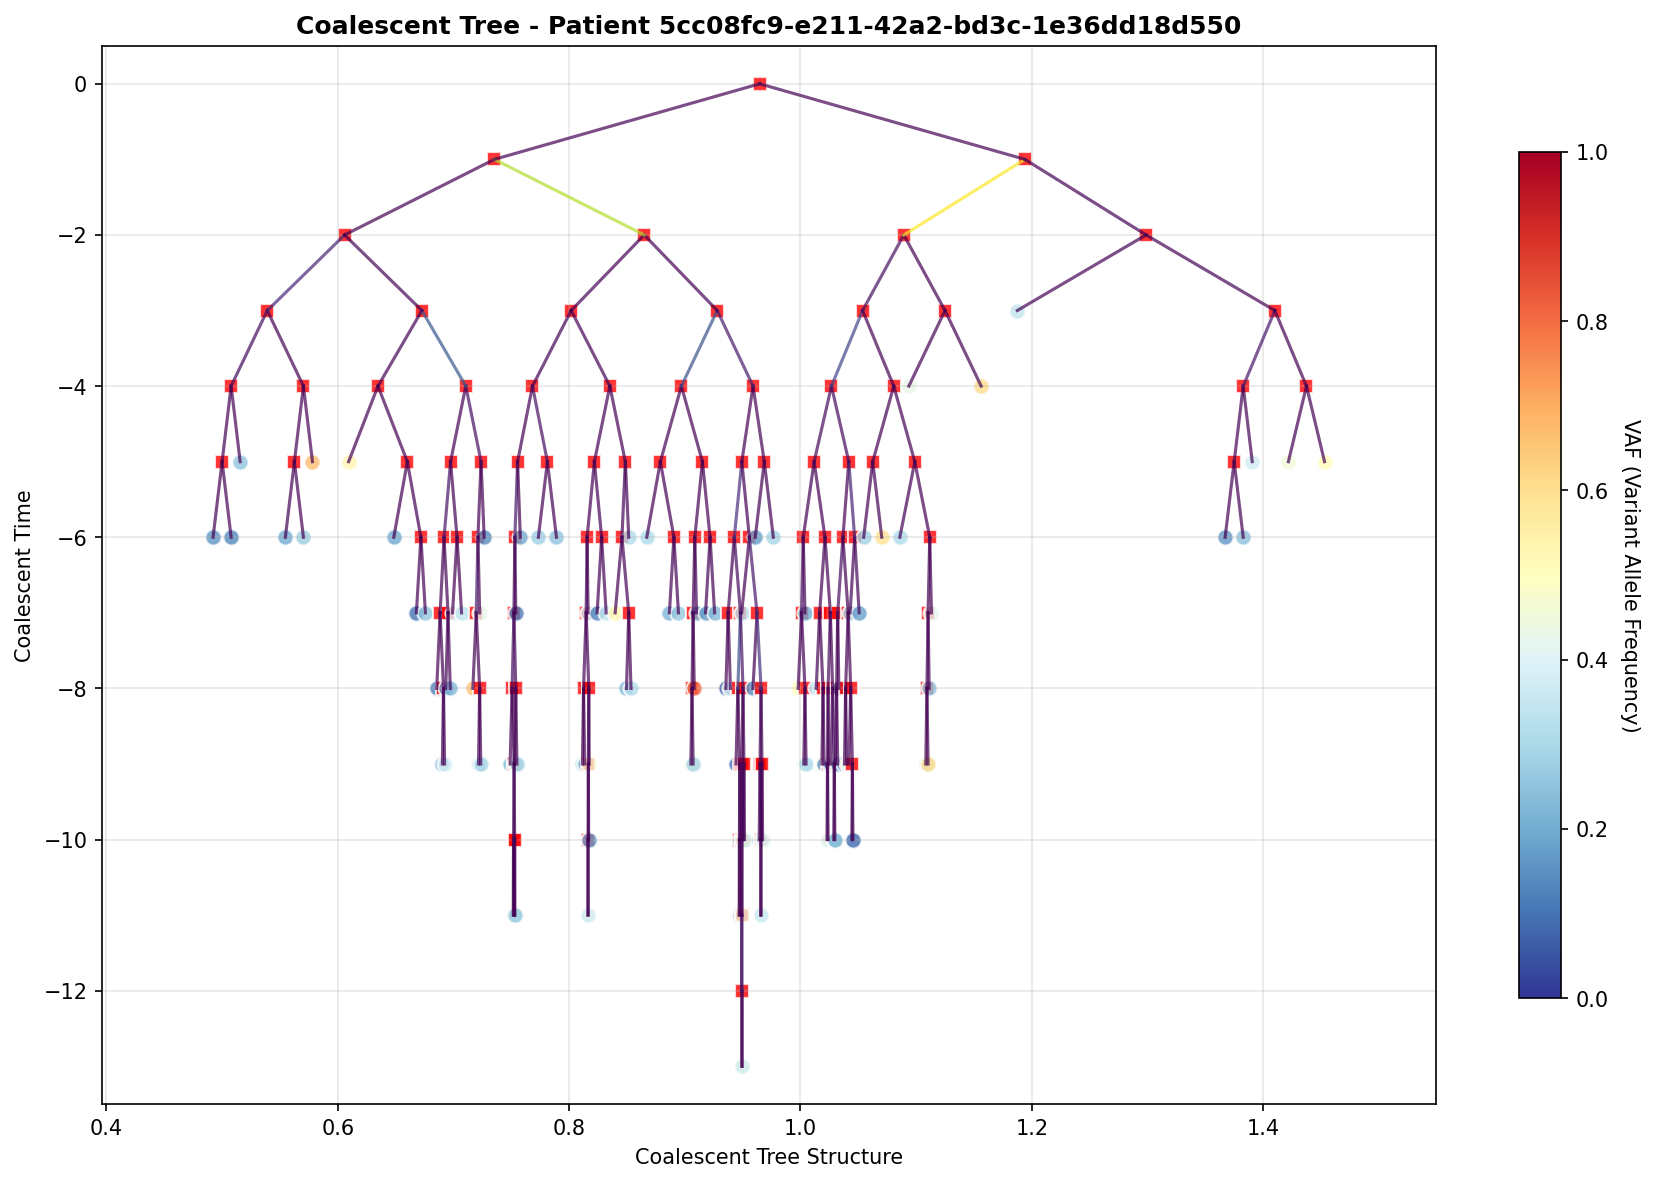 Coalescent Tree - Patient 5cc08fc9-e211-42a2-bd3c-1e36dd18d550
0
−2
−4
−6
−8
−10
−12
Coalescent Time
0.4 0.6 0.8 1.0 1.2 1.4
Coalescent Tree Structure
1.0
0.8
0.6
0.4
0.2
0.0
VAF (Variant Allele Frequency)